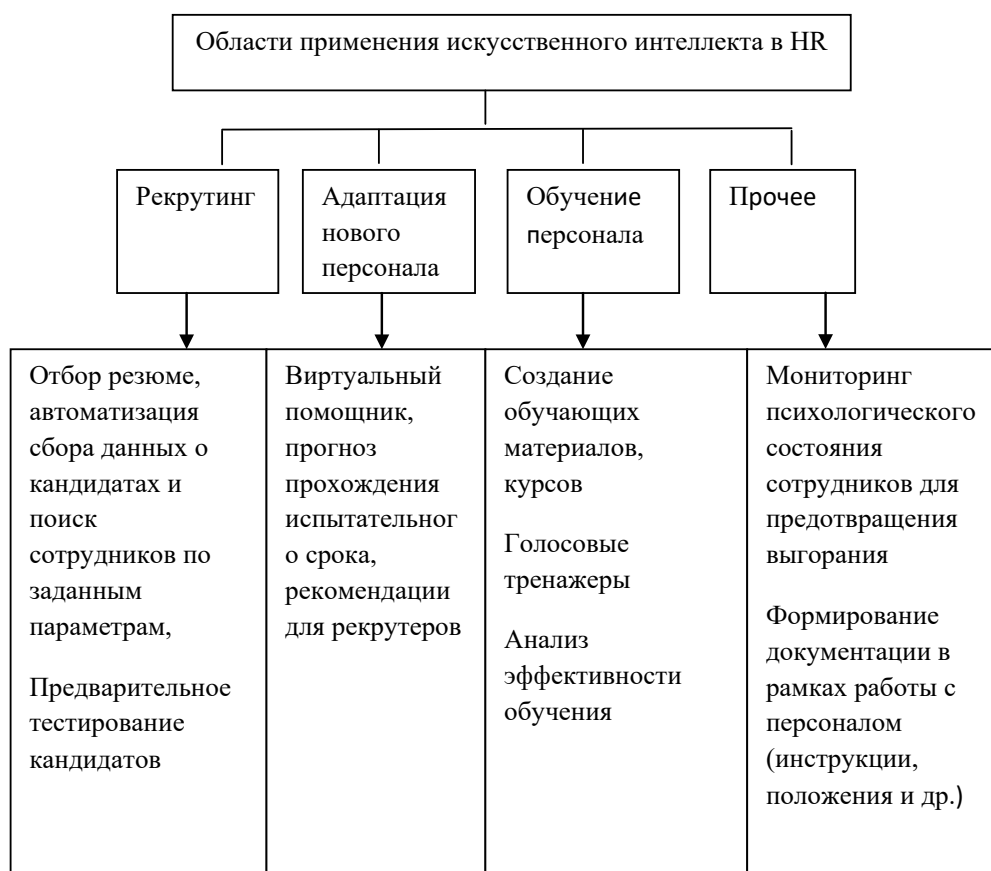 Области применения искусственного интеллекта в HR
Рекрутинг
Адаптация
нового
персонала
Обучение
персонала
Прочее
Отбор резюме,
автоматизация
сбора данных о
кандидатах и
поиск
сотрудников по
заданным
параметрам,
Предварительное
тестирование
кандидатов
Виртуальный
помощник,
прогноз
прохождения
испытательног
о срока,
рекомендации
для рекрутеров
Создание
обучающих
материалов,
курсов
Голосовые
тренажеры
Анализ
эффективности
обучения
Мониторинг
психологического
состояния
сотрудников для
предотвращения
выгорания
Формирование
документации в
рамках работы с
персоналом
(инструкции,
положения и др.)